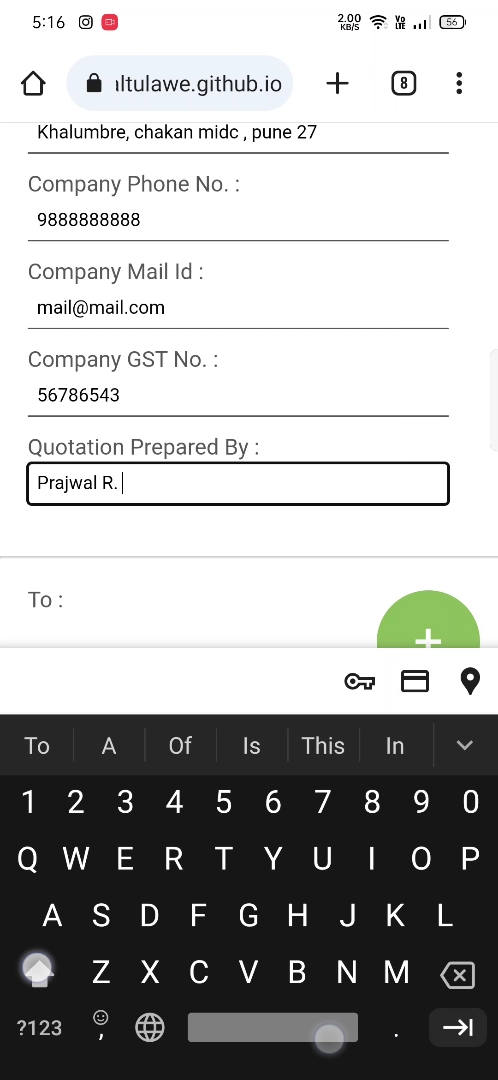 5:16 2.00 KB/S Vo LTE 56
ıltulawe.github.io 8
Khalumbre, chakan midc , pune 27
Company Phone No. :
9888888888
Company Mail Id :
mail@mail.com
Company GST No. :
56786543
Quotation Prepared By :
Prajwal R.
To :
+
To A Of Is This In
1 2 3 4 5 6 7 8 9 0
Q W E R T Y U I O P
A S D F G H J K L
Z X C V B N M
?123 , .